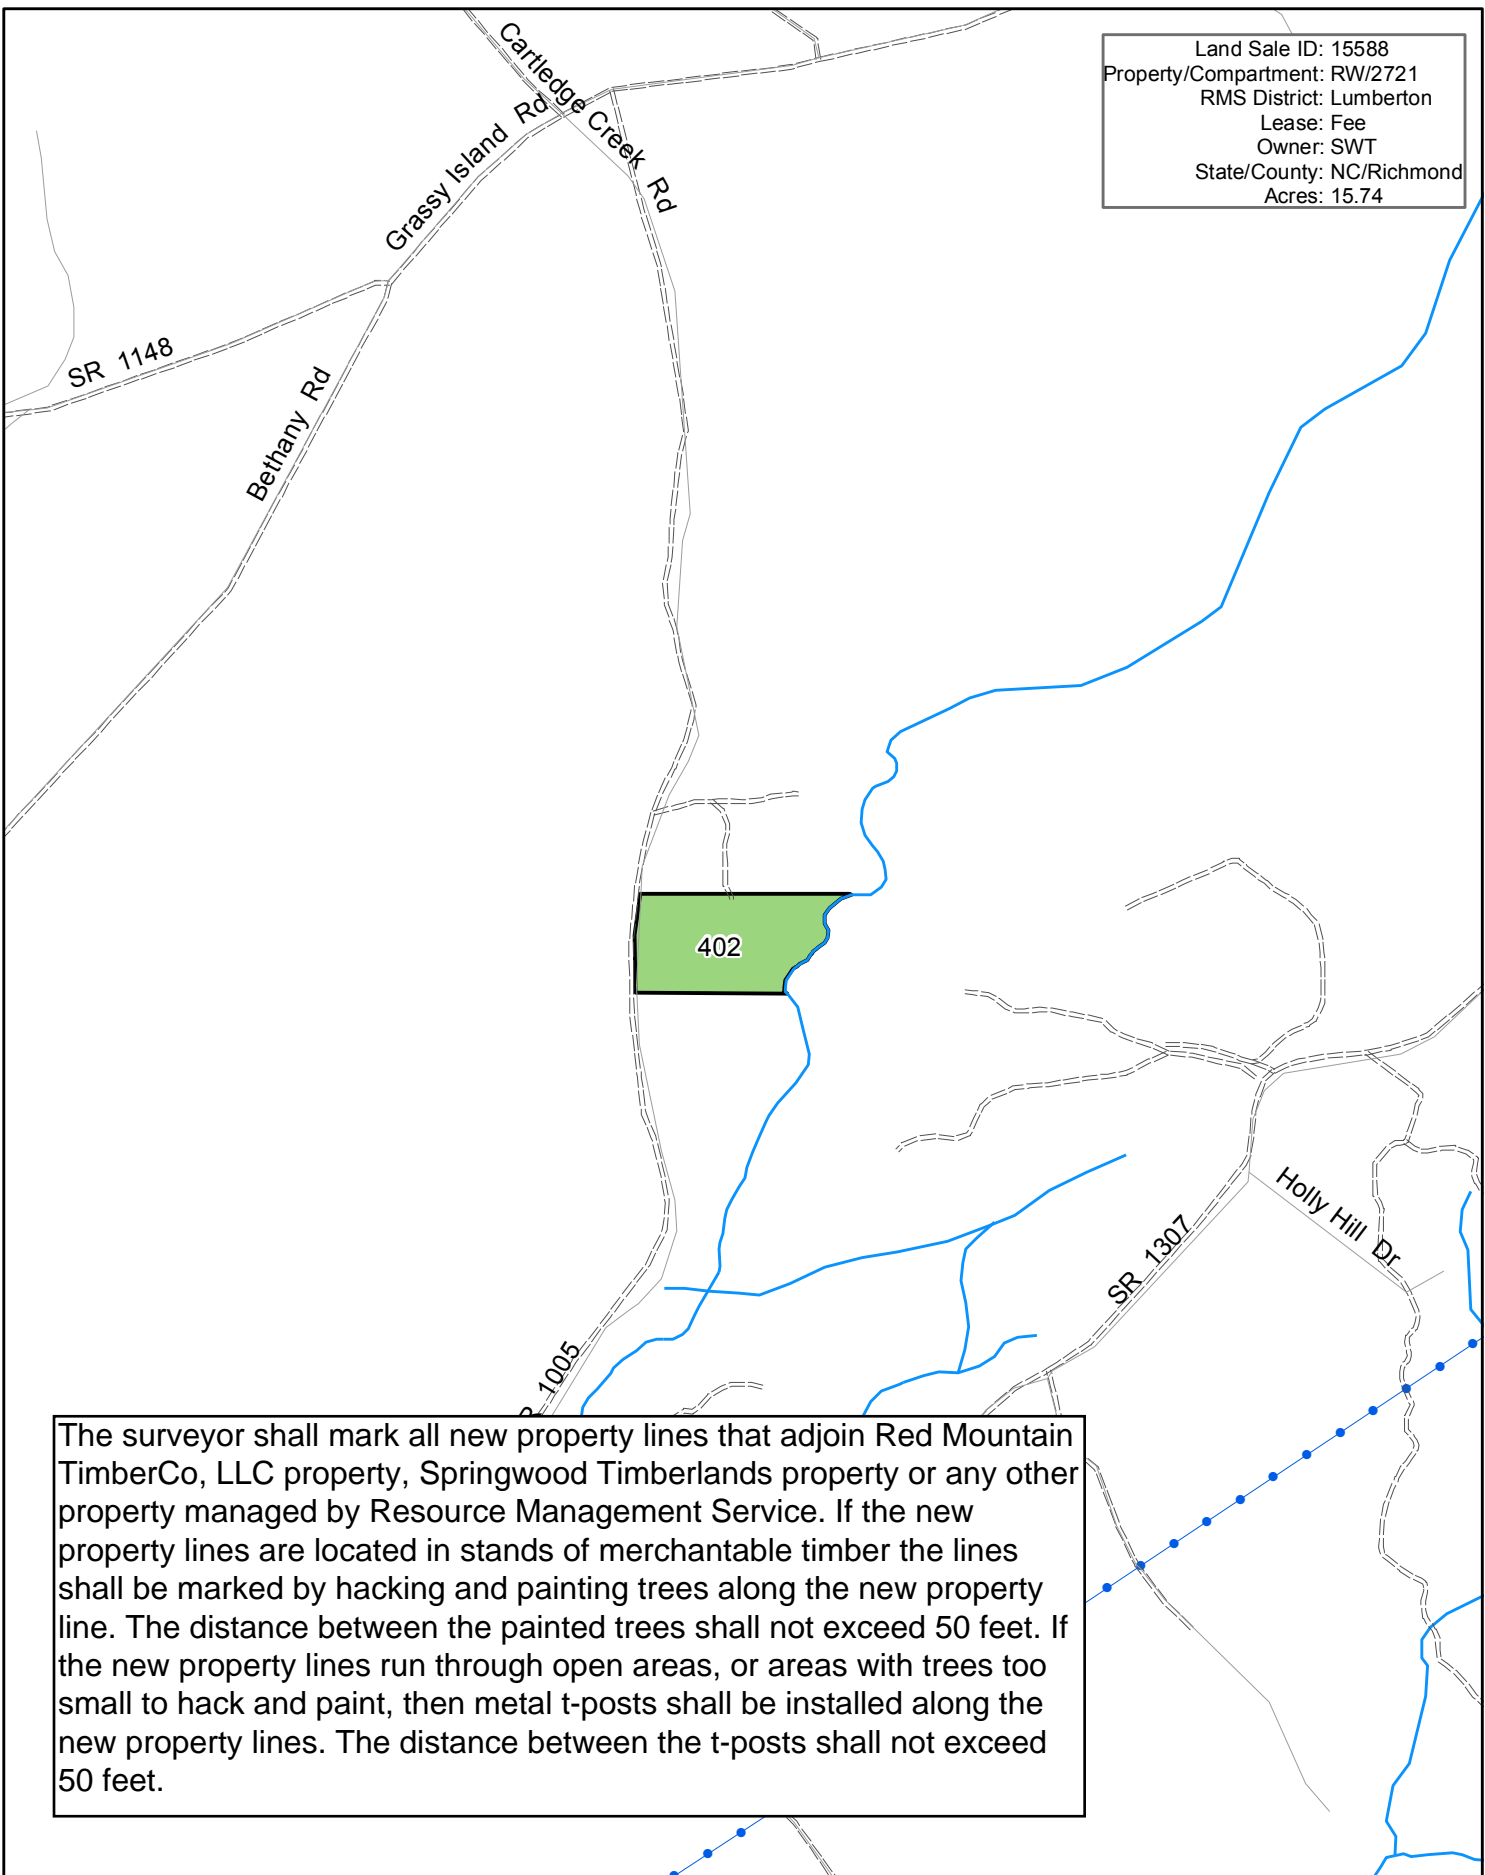 Land Sale ID: 15588
Property/Compartment: RW/2721
RMS District: Lumberton
Lease: Fee
Owner: SWT
State/County: NC/Richmond
Acres: 15.74
Cartledge Creek Rd
Grassy Island Rd
SR 1148
Bethany Rd
402
Holly Hill Dr
SR 1307
1005
The surveyor shall mark all new property lines that adjoin Red Mountain
TimberCo, LLC property, Springwood Timberlands property or any other
property managed by Resource Management Service. If the new
property lines are located in stands of merchantable timber the lines
shall be marked by hacking and painting trees along the new property
line. The distance between the painted trees shall not exceed 50 feet. If
the new property lines run through open areas, or areas with trees too
small to hack and paint, then metal t-posts shall be installed along the
new property lines. The distance between the t-posts shall not exceed
50 feet.